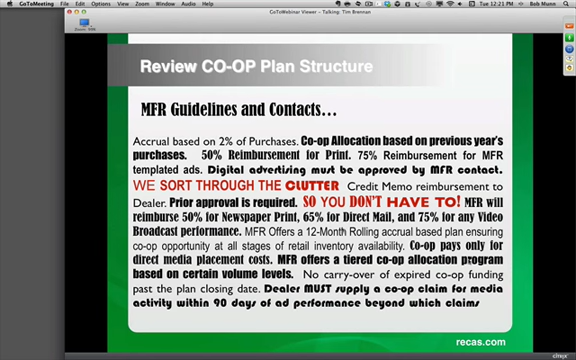 GoToMeeting File Edit View Zoom Window Audio Help
Tue 12:21 PM Bob Munn
GoToWebinar Viewer - Talking: Tim Brennan
Review CO-OP Plan Structure
MFR Guidelines and Contacts…
Accrual based on 2% of Purchases. Co-op Allocation based on previous year's
purchases. 50% Reimbursement for Print. 75% Reimbursement for MFR
templated ads. Digital advertising must be approved by MFR contact.
WE SORT THROUGH THE CLUTTER Credit Memo reimbursement to
Dealer. Prior approval is required. SO YOU DON'T HAVE TO! MFR will
reimburse 50% for Newspaper Print, 65% for Direct Mail, and 75% for any Video
Broadcast performance. MFR Offers a 12-Month Rolling accrual based plan ensuring
co-op opportunity at all stages of retail inventory availability. Co-op pays only for
direct media placement costs. MFR offers a tiered co-op allocation program
based on certain volume levels. No carry-over of expired co-op funding
past the plan closing date. Dealer MUST supply a co-op claim for media
activity within 90 days of ad performance beyond which claims
recas.com
CITRIX